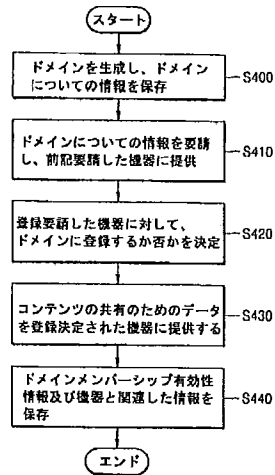 スタート
ドメインを生成し、ドメイン
についての情報を保存
S400
ドメインについての情報を要請
し、前記要請した機器に提供
S410
登録要請した機器に対して、
ドメインに登録するか否かを決定
S420
コンテンツの共有のためのデータ
を登録決定された機器に提供する
S430
ドメインメンバーシップ有効性
情報及び機器と関連した情報を
保存
S440
エンド